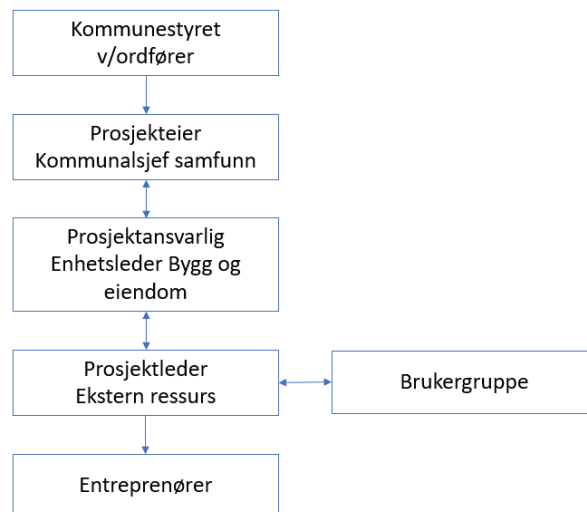 Kommunestyret
v/ordfører
Prosjekteier
Kommunalsjef samfunn
Prosjektansvarlig
Enhetsleder Bygg og
eiendom
Prosjektleder
Ekstern ressurs
Brukergruppe
Entreprenører